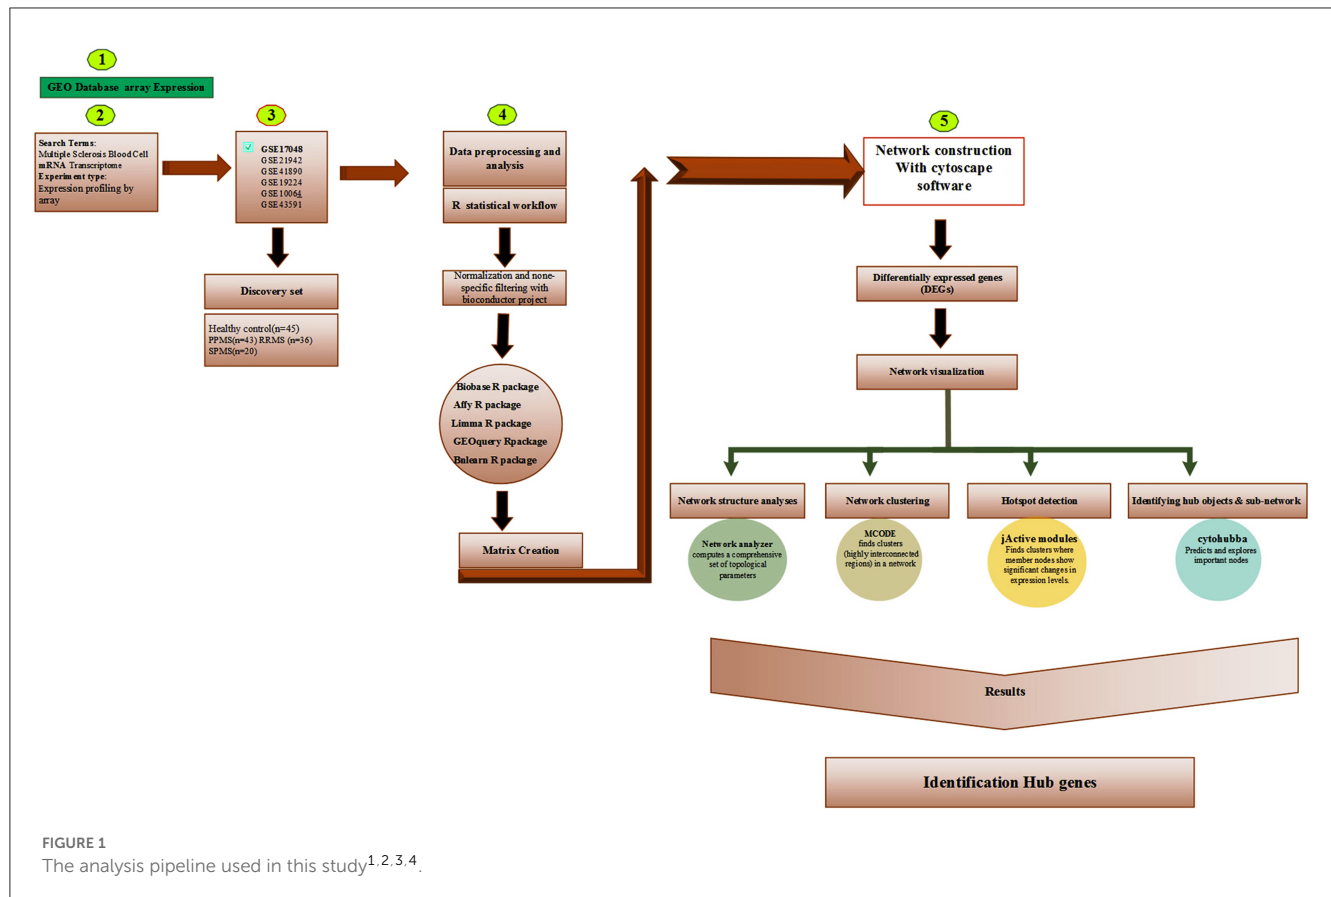 1
GEO Database array Expression
2
Search Terms:
Multiple Sclerosis Blood Cell
mRNA Transcriptome
Experiment type:
Expression profiling by
array
3
GSE17048
GSE21942
GSE41890
GSE19224
GSE10064
GSE43591
Discovery set
Healthy control(n=45)
PPMS(n=43) RRMS (n=36)
SPMS(n=20)
4
Data preprocessing and
analysis
R statistical workflow
Normalization and none-
specific filtering with
bioconductor project
Biobase R package
Affy R package
Limma R package
GEOquery Rpackage
Bnlearn R package
Matrix Creation
5
Network construction
With cytoscape
software
Differentially expressed genes
(DEGs)
Network visualization
Network structure analyses
Network analyzer
computes a comprehensive
set of topological
parameters
Network clustering
MCODE
finds clusters
(highly interconnected
regions) in a network
Hotspot detection
jActive modules
Finds clusters where
member nodes show
significant changes in
expression levels.
Identifying hub objects & sub-network
cytohubba
Predicts and explores
important nodes
Results
Identification Hub genes
FIGURE 1
The analysis pipeline used in this study1,2,3,4.